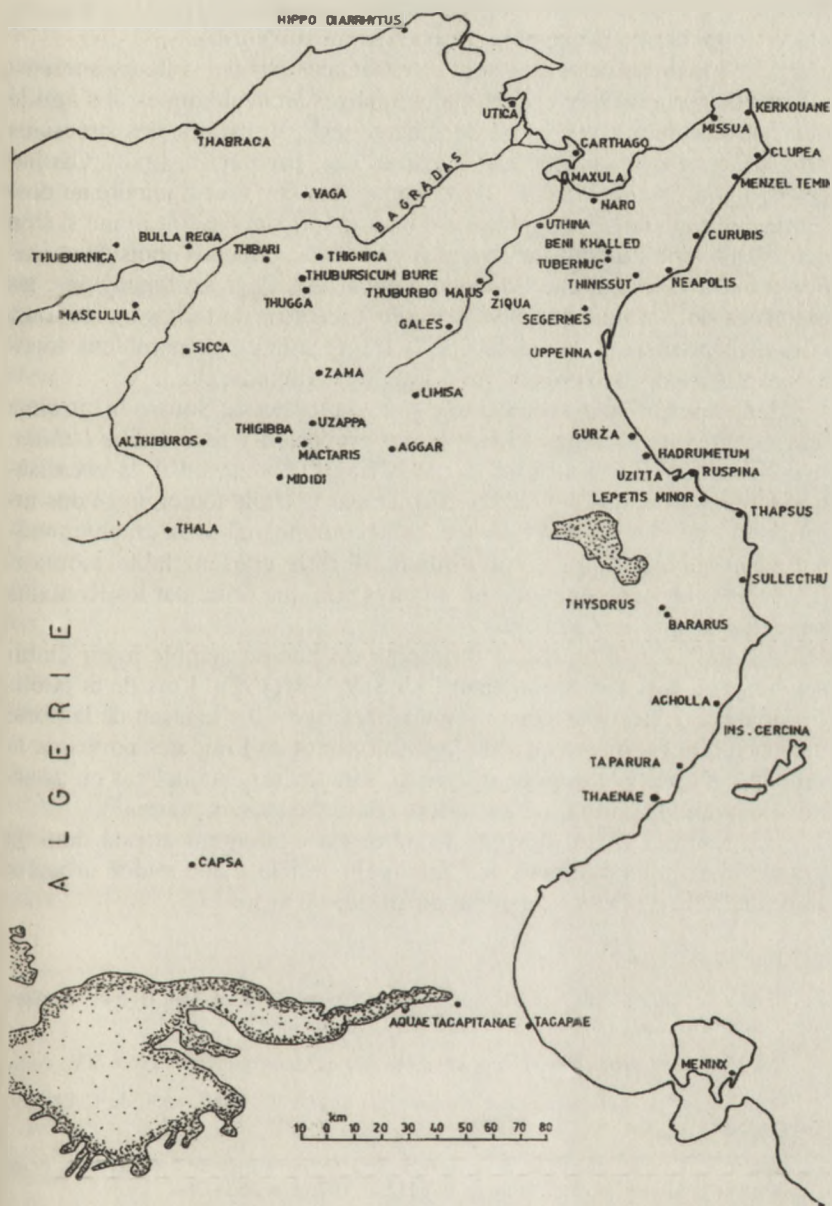 HIPPO DIARRHYTUS
UTICA
KERKOUANE
MISSUA
THABRACA
CARTHAGO
CLUPEA
MAXULA
MENZEL TEMIN
BAGRADAS
VAGA
NARO
UTHINA
CURUBIS
BULLA REGIA
THUBURNICA
THIBARI
THIGNICA
BENI KHALLED
TUBERNUC
THUBURSICUM BURE
THUGGA
THUBURBO MAIUS
ZIQUA
THINISSUT
NEAPOLIS
MASCULULA
GALES
SEGERMES
SICCA
UPPENNA
ZAMA
LIMISA
UZAPPA
ALTHIBUROS
THIGIBBA
MACTARIS
AGGAR
GURZA
HADRUMETUM
MIDIDI
UZITTA
RUSPINA
LEPETIS MINOR
THAPSUS
THALA
SULLECTHU
THYSDRUS
BARARUS
ALGERIE
ACHOLLA
INS. CERCINA
TAPARURA
THAENAE
CAPSA
AQUAE TACAPITANAE
TACAPAE
MENINX
km
10 0 10 20 30 40 50 60 70 80